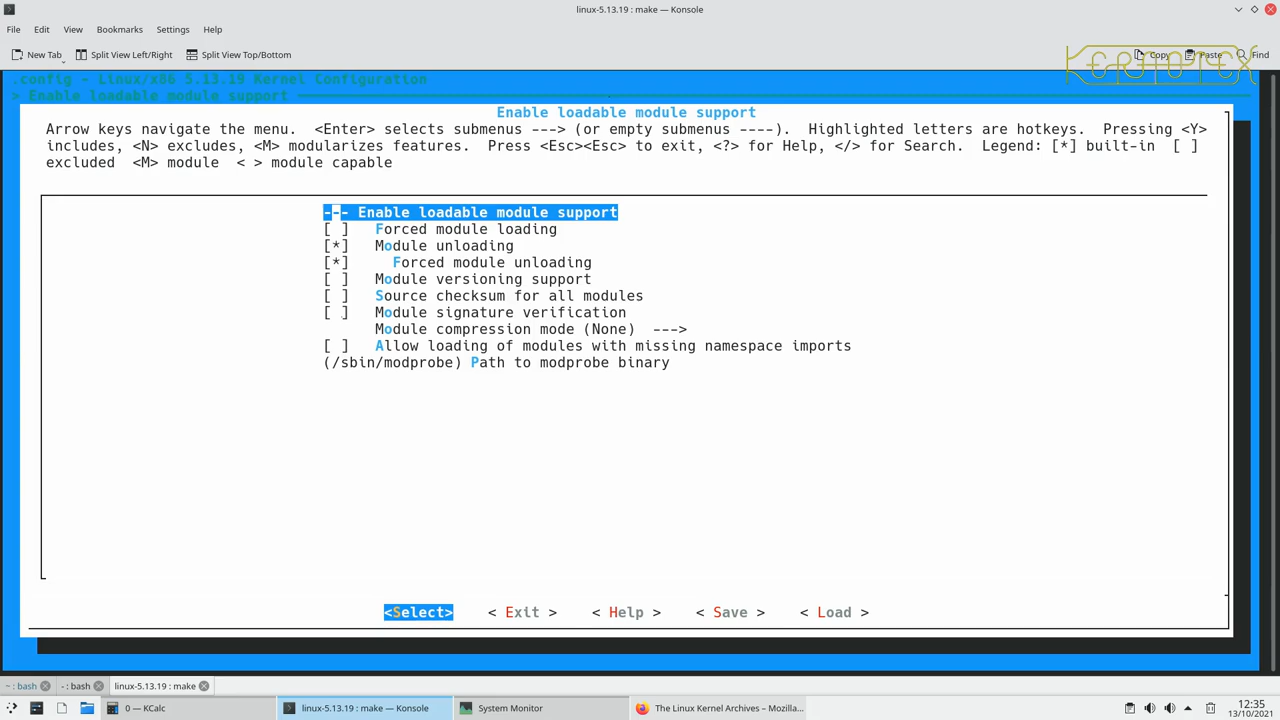 linux-5.13.19 : make — Konsole
File Edit View Bookmarks Settings Help
New Tab Split View Left/Right Split View Top/Bottom Copy Paste Find
KERNOTEX
.config - Linux/x86 5.13.19 Kernel Configuration
> Enable loadable module support
Enable loadable module support
Arrow keys navigate the menu. <Enter> selects submenus ---> (or empty submenus ----). Highlighted letters are hotkeys. Pressing <Y>
includes, <N> excludes, <M> modularizes features. Press <Esc><Esc> to exit, <?> for Help, </> for Search. Legend: [*] built-in [ ]
excluded <M> module < > module capable
--- Enable loadable module support
[ ] Forced module loading
[*] Module unloading
[*] Forced module unloading
[ ] Module versioning support
[ ] Source checksum for all modules
[ ] Module signature verification
Module compression mode (None) --->
[ ] Allow loading of modules with missing namespace imports
(/sbin/modprobe) Path to modprobe binary
<Select> < Exit > < Help > < Save > < Load >
~ : bash - : bash linux-5.13.19 : make
0 — KCalc linux-5.13.19 : make — Konsole System Monitor The Linux Kernel Archives – Mozilla... 12:35
13/10/2021